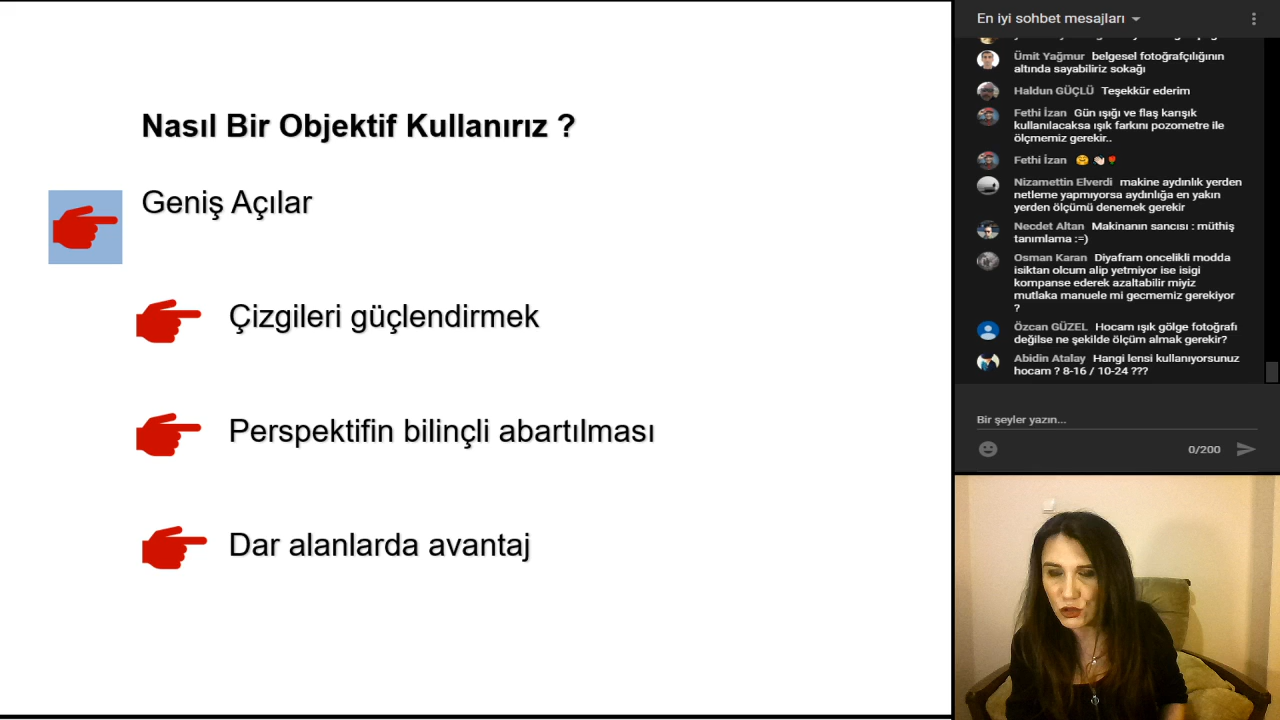 Nasıl Bir Objektif Kullanırız ?
Geniş Açılar
Çizgileri güçlendirmek
Perspektifin bilinçli abartılması
Dar alanlarda avantaj
En iyi sohbet mesajları
Ümit Yağmur belgesel fotoğrafçılığının
altında sayabiliriz sokağı
Haldun GÜÇLÜ Teşekkür ederim
Fethi İzan Gün ışığı ve flaş karışık
kullanılacaksa ışık farkını pozometre ile
ölçmemiz gerekir..
Fethi İzan 🤗 👏🏻 🌹
Nizamettin Elverdi makine aydınlık yerden
netleme yapmıyorsa aydınlığa en yakın
yerden ölçümü denemek gerekir
Necdet Altan Makinanın sancısı : müthiş
tanımlama :=)
Osman Karan Diyafram oncelikli modda
isiktan olcum alip yetmiyor ise isigi
kompanse ederek azaltabilir miyiz
mutlaka manuele mi gecmemiz gerekiyor
?
Özcan GÜZEL Hocam ışık gölge fotoğrafı
değilse ne şekilde ölçüm almak gerekir?
Abidin Atalay Hangi lensi kullanıyorsunuz
hocam ? 8-16 / 10-24 ???
Bir şeyler yazın...
0/200